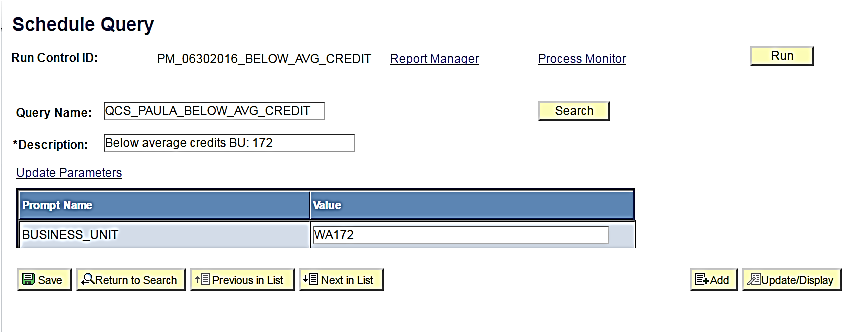 Schedule Query
Run Control ID: PM_06302016_BELOW_AVG_CREDIT Report Manager Process Monitor Run
Query Name: QCS_PAULA_BELOW_AVG_CREDIT Search
*Description: Below average credits BU: 172
Update Parameters
Prompt Name Value
BUSINESS_UNIT WA172
Save Return to Search Previous in List Next in List Add Update/Display